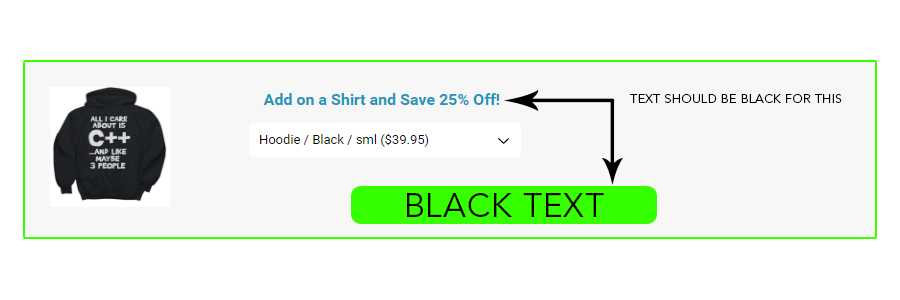 ALL I CARE
ABOUT IS
C++
...AND LIKE
MAYBE
3 PEOPLE
Add on a Shirt and Save 25% Off!
TEXT SHOULD BE BLACK FOR THIS
Hoodie / Black / sml ($39.95)
BLACK TEXT